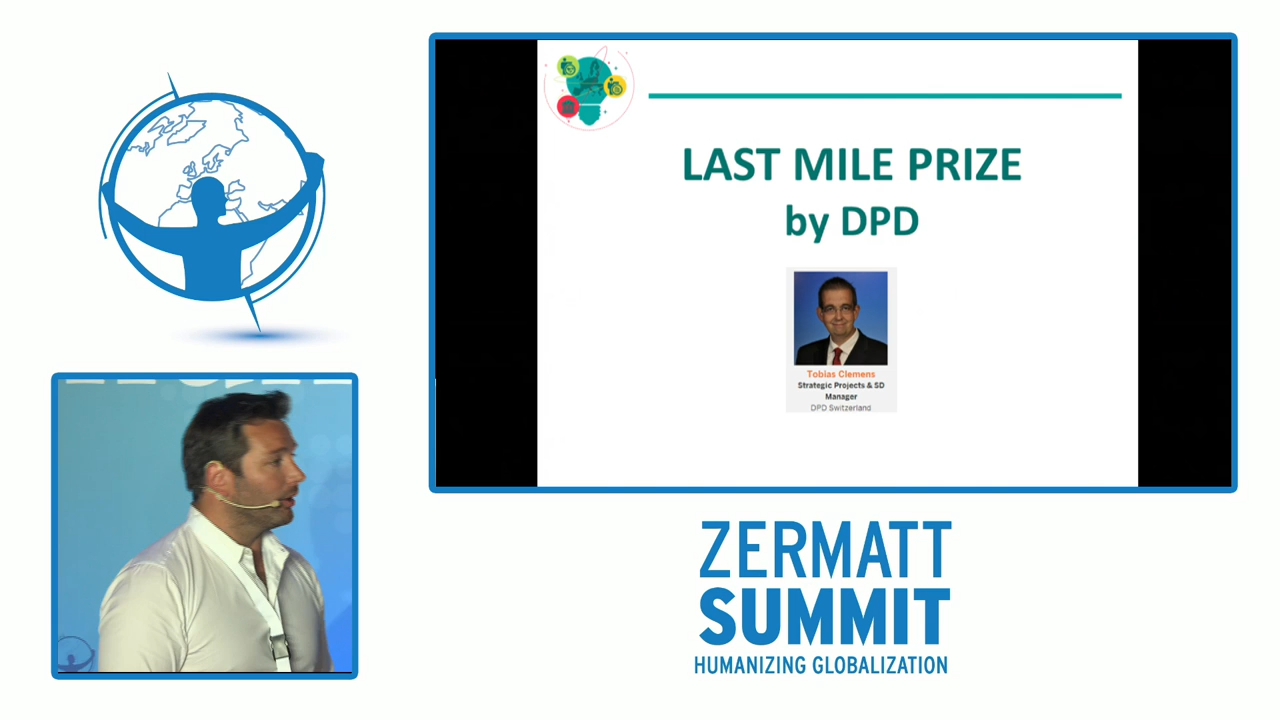 LAST MILE PRIZE
by DPD
Tobias Clemens
Strategic Projects & SD
Manager
DPD Switzerland
ZERMATT
SUMMIT
HUMANIZING GLOBALIZATION